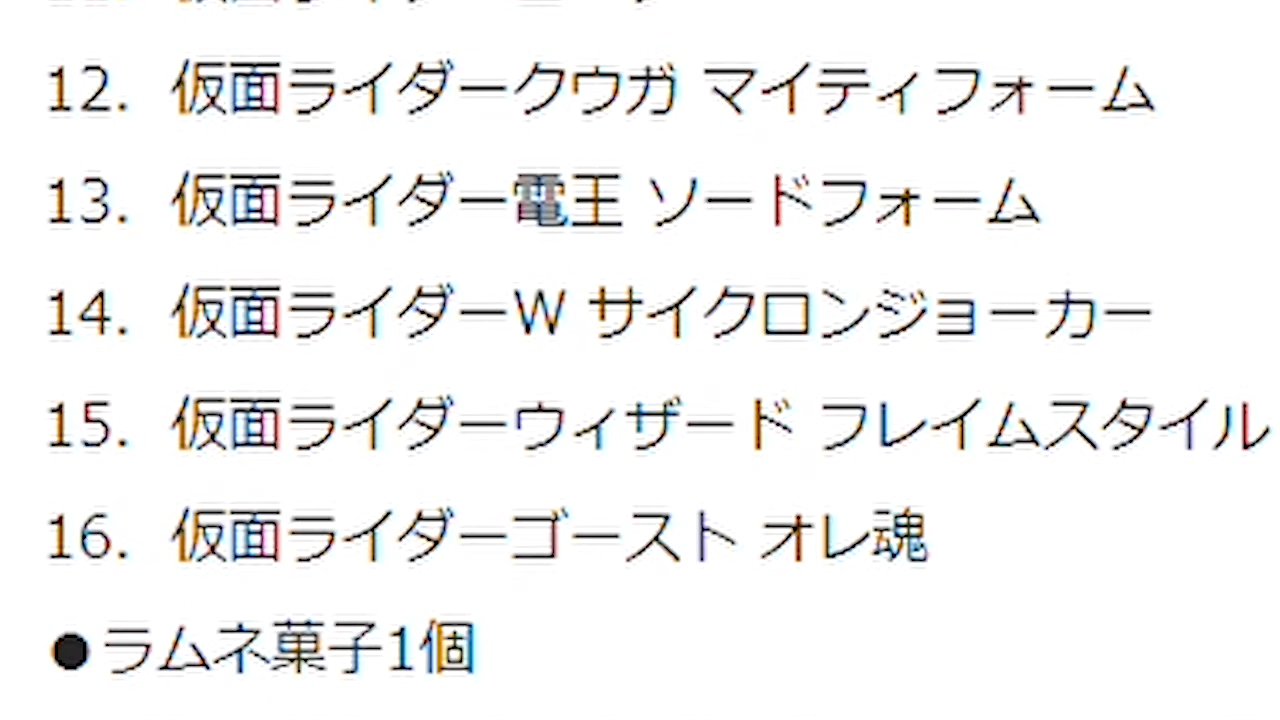 12. 仮面ライダークウガ マイティフォーム
13. 仮面ライダー電王 ソードフォーム
14. 仮面ライダーW サイクロンジョーカー
15. 仮面ライダーウィザード フレイムスタイル
16. 仮面ライダーゴースト オレ魂
●ラムネ菓子1個